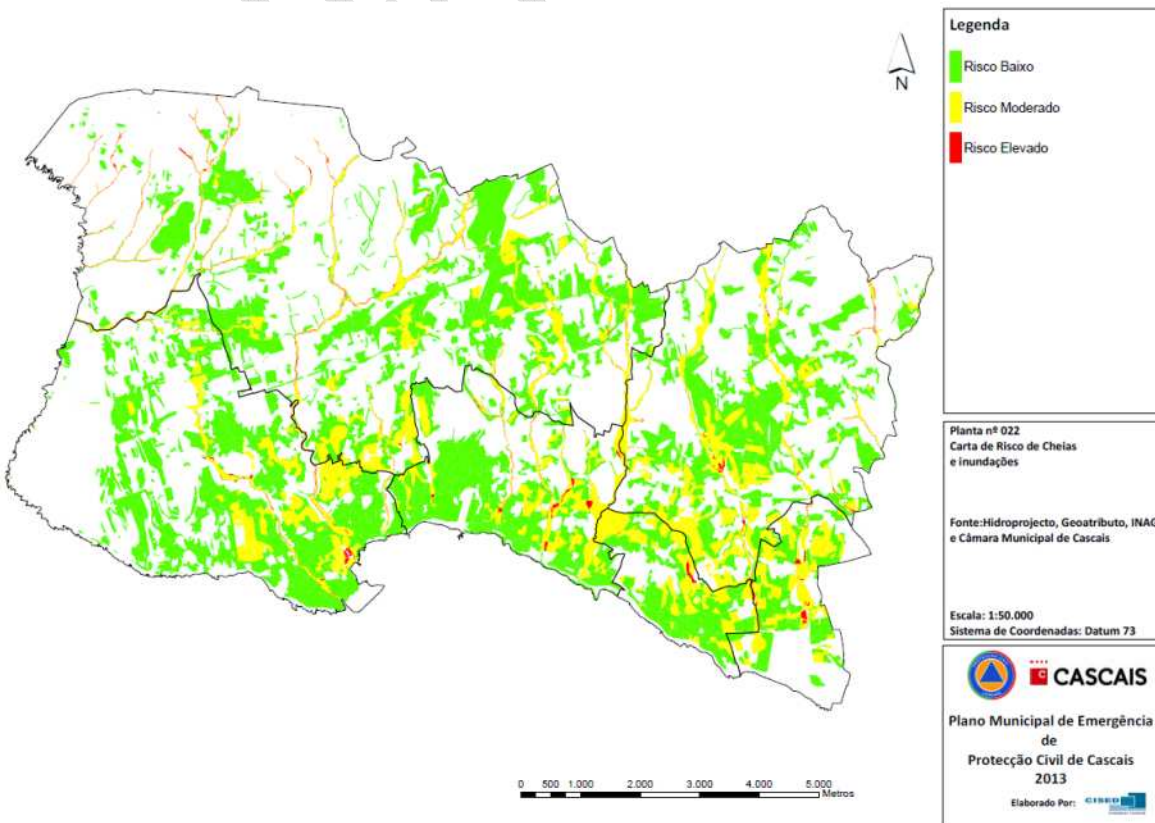 Legenda
Risco Baixo
Risco Moderado
Risco Elevado
N
Planta nº 022
Carta de Risco de Cheias
e inundações
Fonte:Hidroprojecto, Geoatributo, INAG
e Câmara Municipal de Cascais
Escala: 1:50.000
Sistema de Coordenadas: Datum 73
C CASCAIS
Plano Municipal de Emergência
de
Protecção Civil de Cascais
2013
Elaborado Por: CISED
0 500 1.000 2.000 3.000 4.000 5.000
Metros